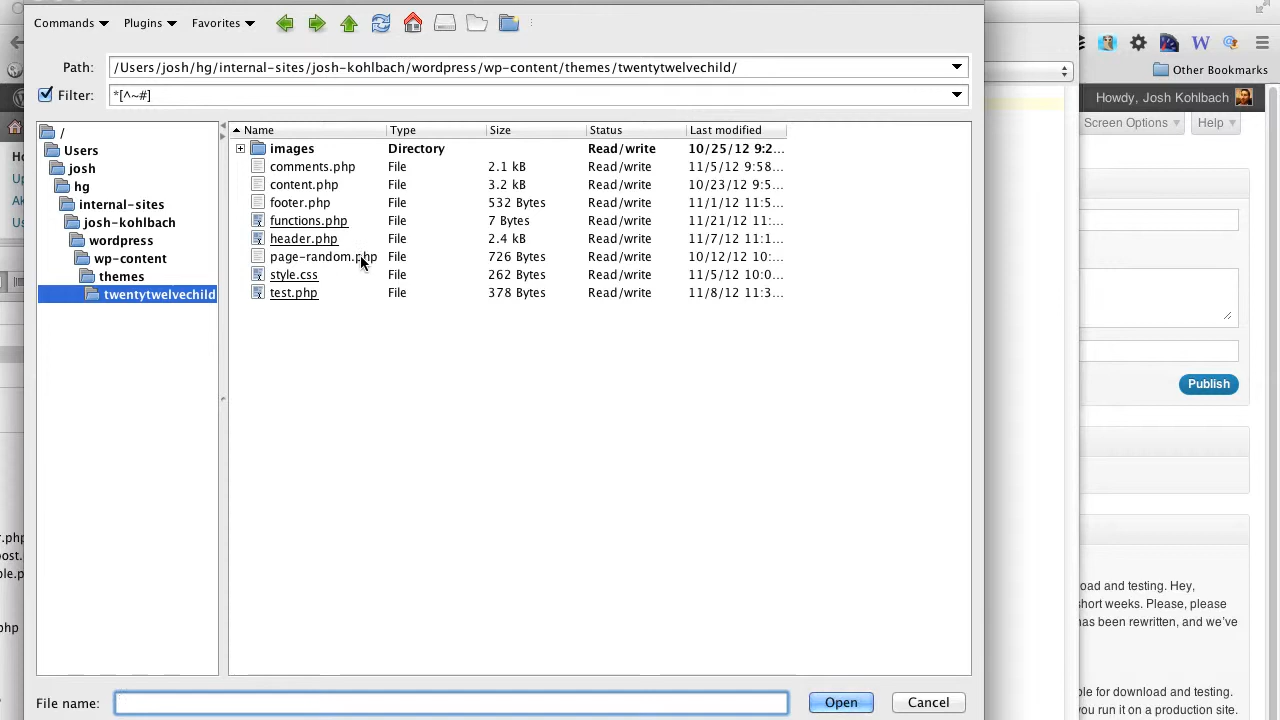 Commands ▼ Plugins ▼ Favorites ▼
Path: /Users/josh/hg/internal-sites/josh-kohlbach/wordpress/wp-content/themes/twentytwelvechild/
Filter: *[^~#]
Other Bookmarks
Howdy, Josh Kohlbach
Screen Options ▼ Help ▼
/
Users
josh
hg
internal-sites
josh-kohlbach
wordpress
wp-content
themes
twentytwelvechild
Name Type Size Status Last modified
images Directory Read/write 10/25/12 9:2...
comments.php File 2.1 kB Read/write 11/5/12 9:58...
content.php File 3.2 kB Read/write 10/23/12 9:5...
footer.php File 532 Bytes Read/write 11/1/12 11:5...
functions.php File 7 Bytes Read/write 11/21/12 11:...
header.php File 2.4 kB Read/write 11/7/12 11:1...
page-random.php File 726 Bytes Read/write 10/12/12 10:...
style.css File 262 Bytes Read/write 11/5/12 10:0...
test.php File 378 Bytes Read/write 11/8/12 11:3...
Publish
r.php
post.
ple.p
php
oad and testing. Hey,
short weeks. Please, please
has been rewritten, and we've
ble for download and testing.
you run it on a production site.
File name: Open Cancel